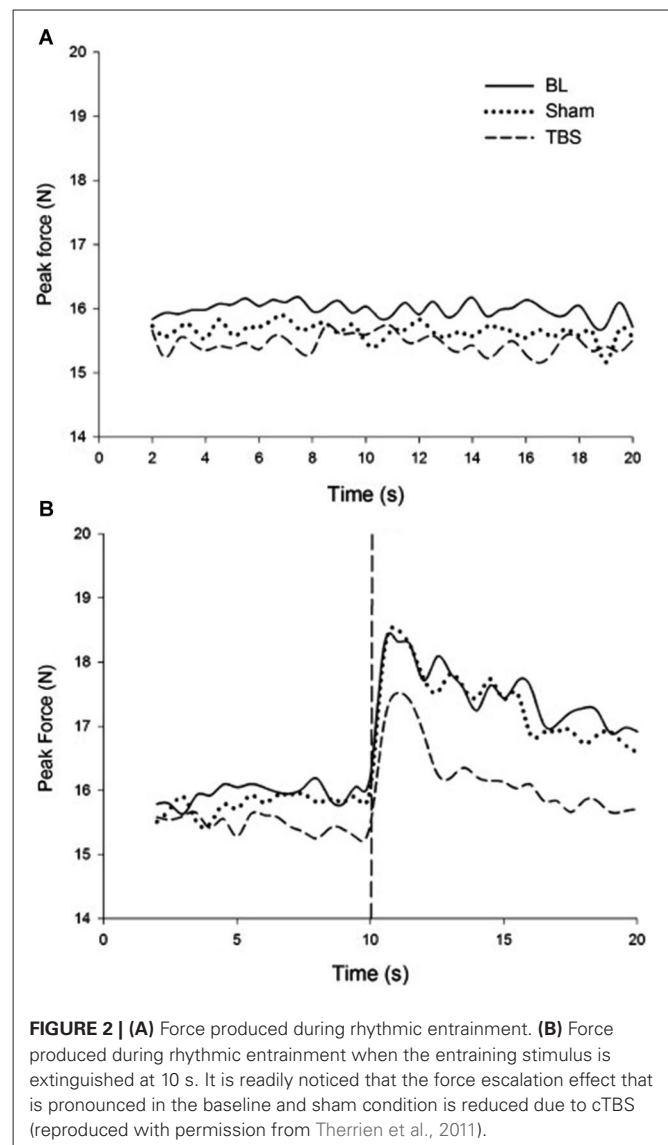 A
20
19
18
17
16
15
14
Peak force (N)
BL
Sham
TBS
0 2 4 6 8 10 12 14 16 18 20
Time (s)
B
20
19
18
17
16
15
14
Peak Force (N)
0 5 10 15 20
Time (s)
FIGURE 2 | (A) Force produced during rhythmic entrainment. (B) Force
produced during rhythmic entrainment when the entraining stimulus is
extinguished at 10 s. It is readily noticed that the force escalation effect that
is pronounced in the baseline and sham condition is reduced due to cTBS
(reproduced with permission from Therrien et al., 2011).